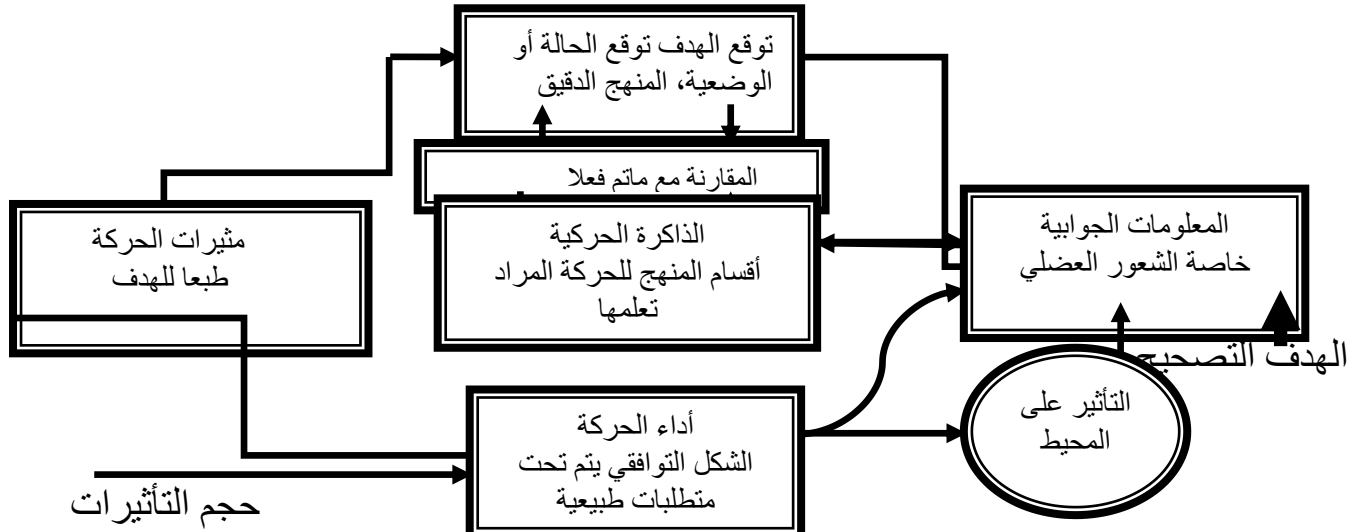 توقع الهدف توقع الحالة أو
الوضعية، المنهج الدقيق
المقارنة مع ماتم فعلا
مثيرات الحركة
طبعا للهدف
الذاكرة الحركية
أقسام المنهج للحركة المراد
تعلمها
المعلومات الجوابية
خاصة الشعور العضلي
الهدف التصحيح
التأثير على
المحيط
أداء الحركة
الشكل التوافقي يتم تحت
متطلبات طبيعية
حجم التأثيرات